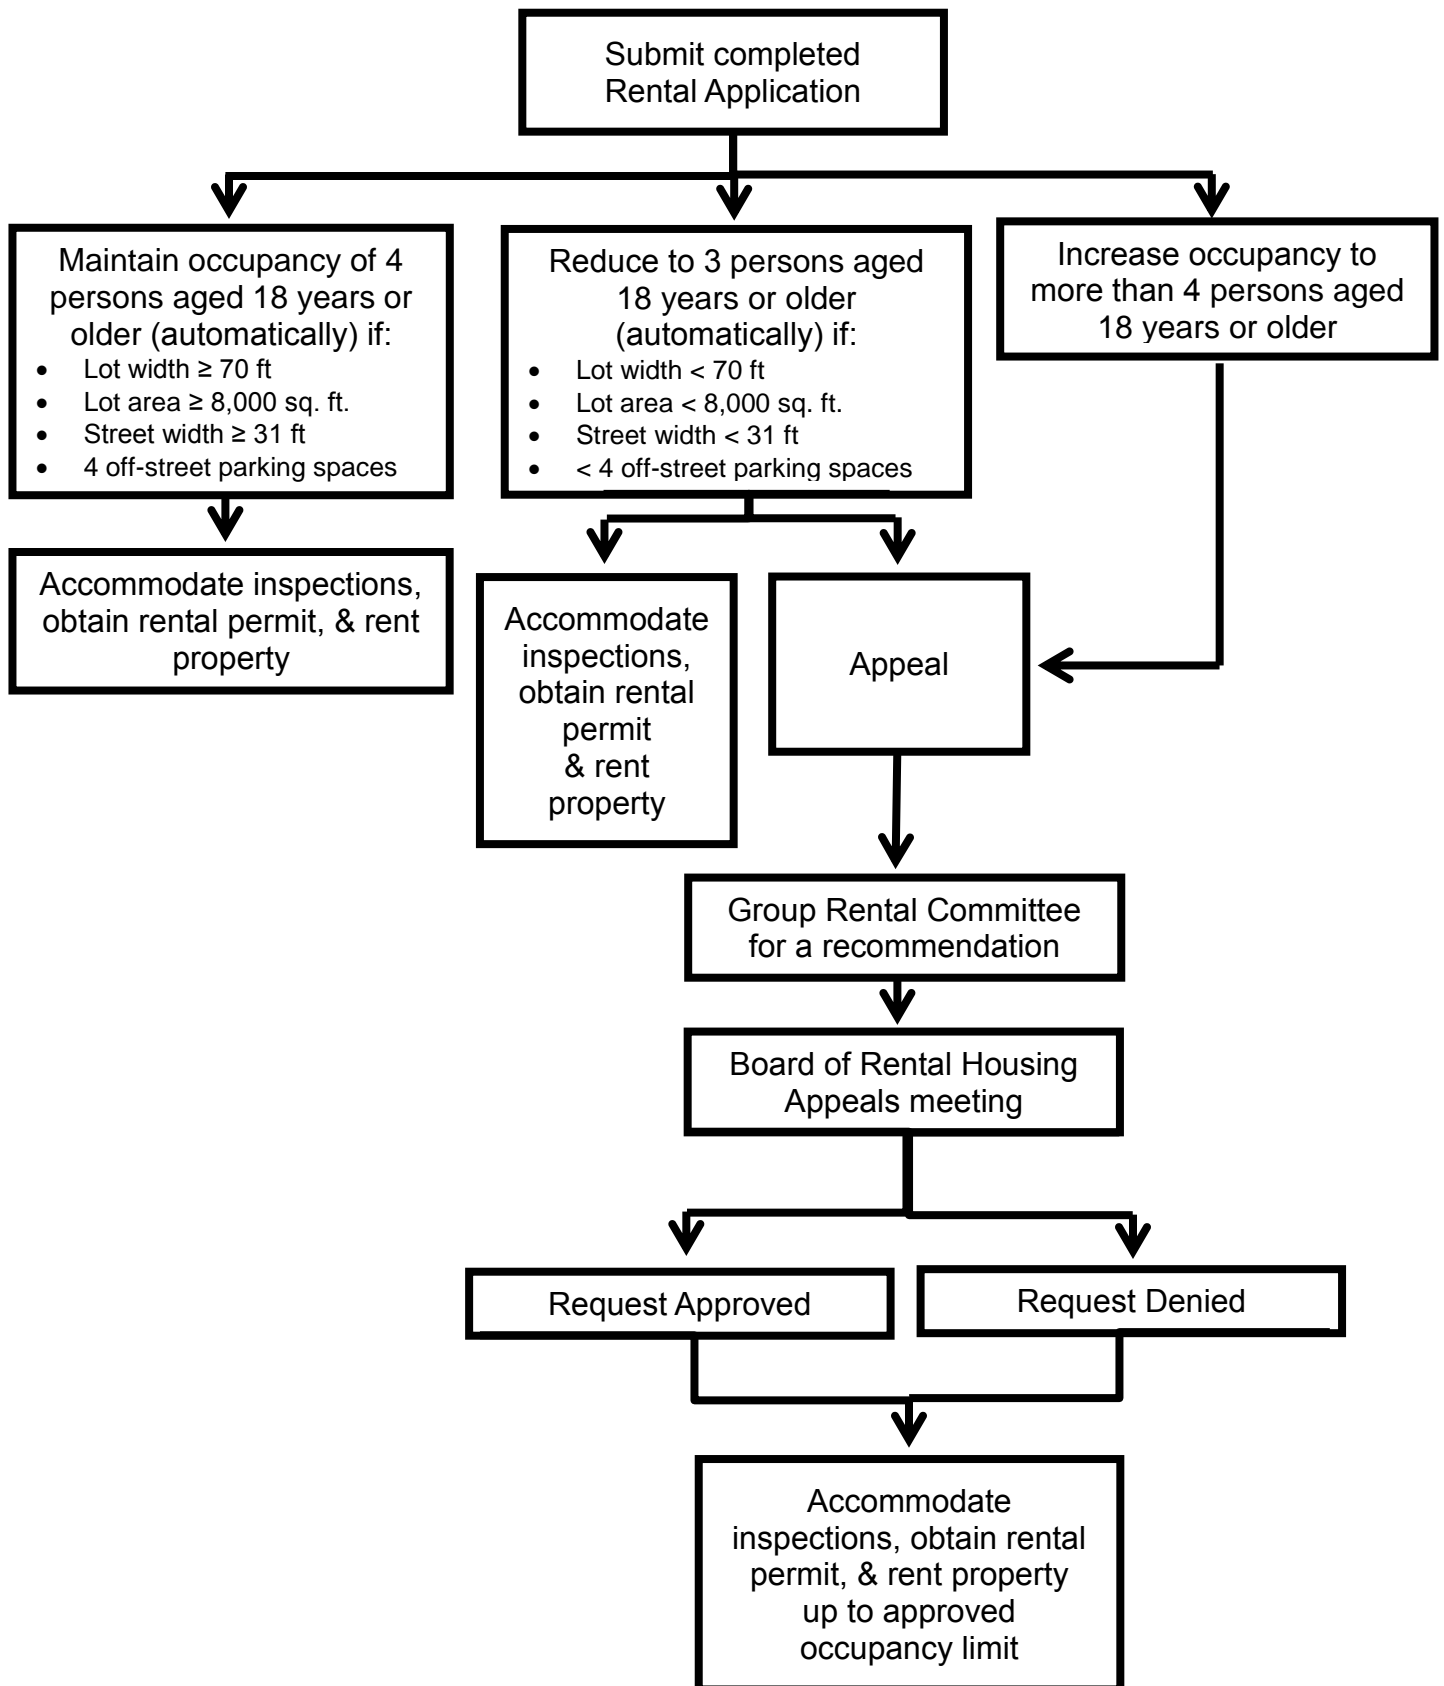 Submit completed
Rental Application
Maintain occupancy of 4
persons aged 18 years or
older (automatically) if:
• Lot width ≥ 70 ft
• Lot area ≥ 8,000 sq. ft.
• Street width ≥ 31 ft
• 4 off-street parking spaces
Reduce to 3 persons aged
18 years or older
(automatically) if:
• Lot width < 70 ft
• Lot area < 8,000 sq. ft.
• Street width < 31 ft
• < 4 off-street parking spaces
Increase occupancy to
more than 4 persons aged
18 years or older
Accommodate inspections,
obtain rental permit, & rent
property
Accommodate
inspections,
obtain rental
permit
& rent
property
Appeal
Group Rental Committee
for a recommendation
Board of Rental Housing
Appeals meeting
Request Approved
Request Denied
Accommodate
inspections, obtain rental
permit, & rent property
up to approved
occupancy limit